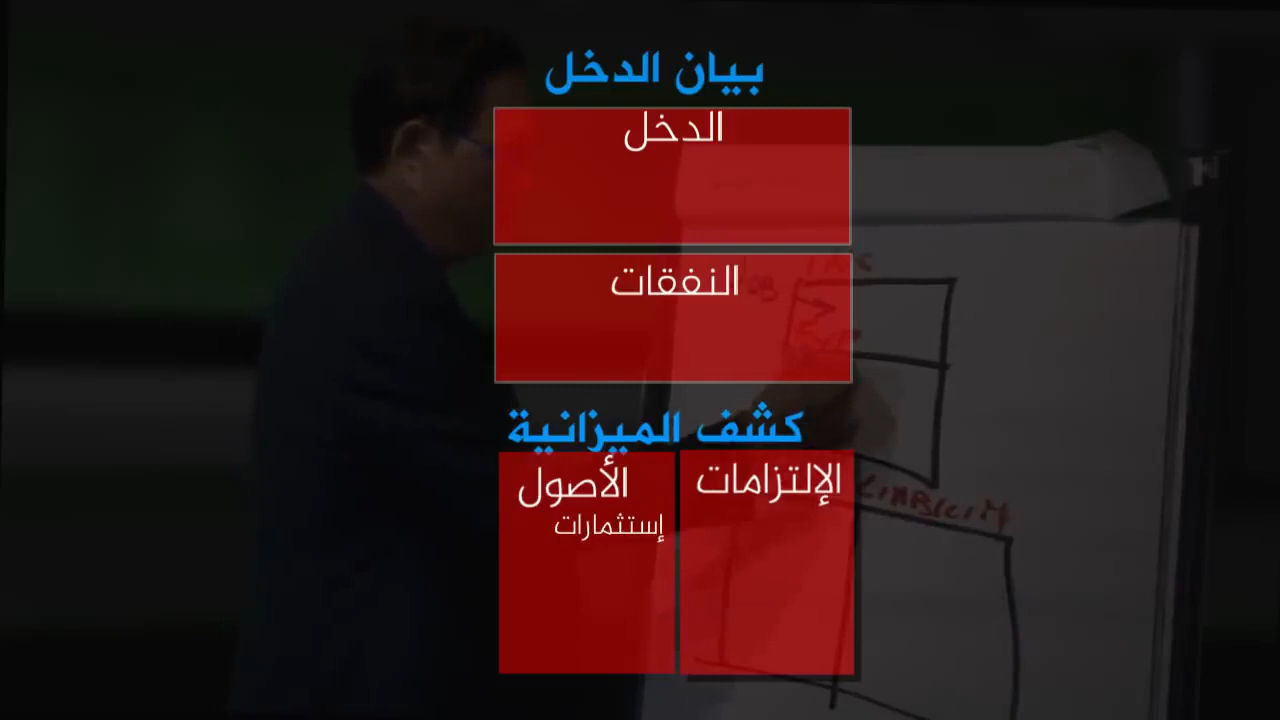 بيان الدخل
الدخل
النفقات
كشف الميزانية
الإلتزامات
الأصول
إستثمارات